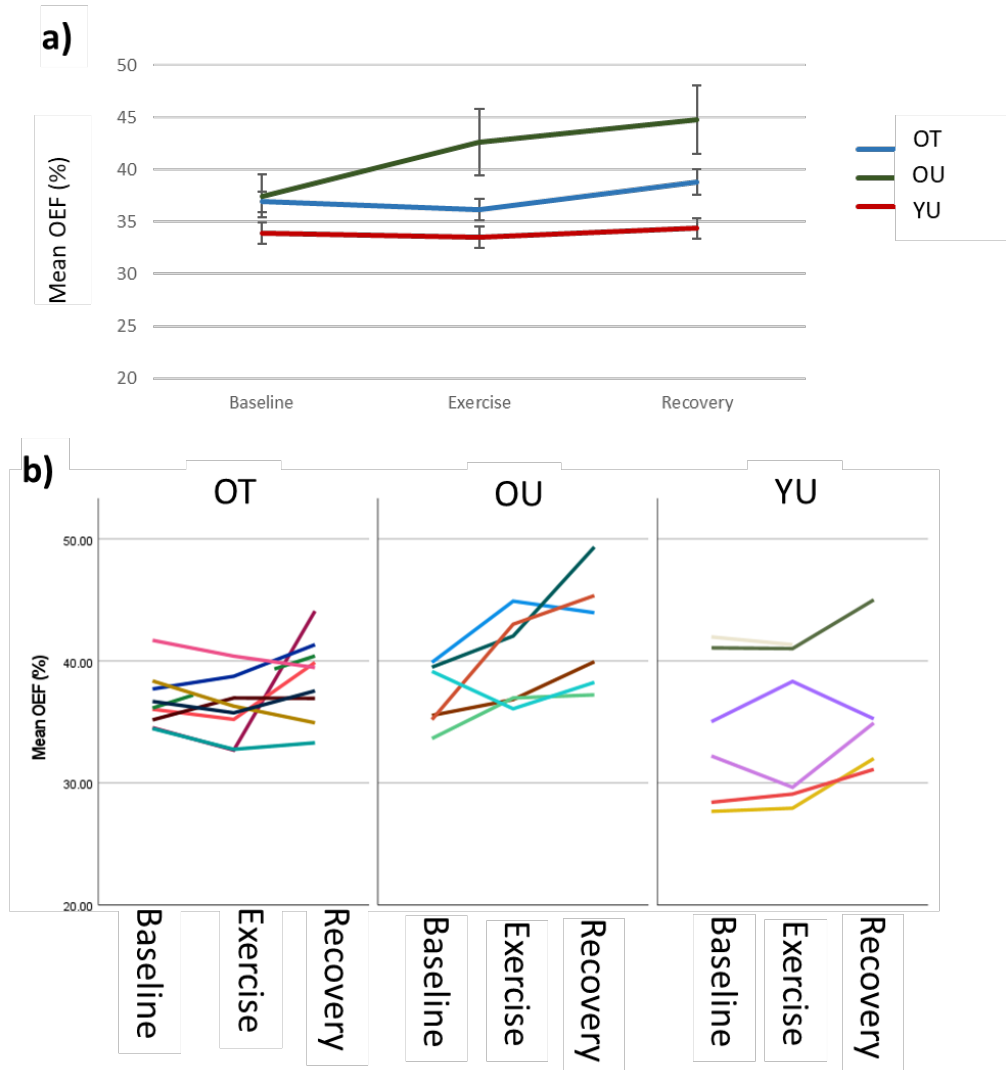 a)
50
45
40
35
30
25
20
Mean OEF (%)
Baseline Exercise Recovery
OT
OU
YU
b)
OT OU YU
50.00
40.00
30.00
20.00
Mean OEF (%)
Baseline Exercise Recovery Baseline Exercise Recovery Baseline Exercise Recovery